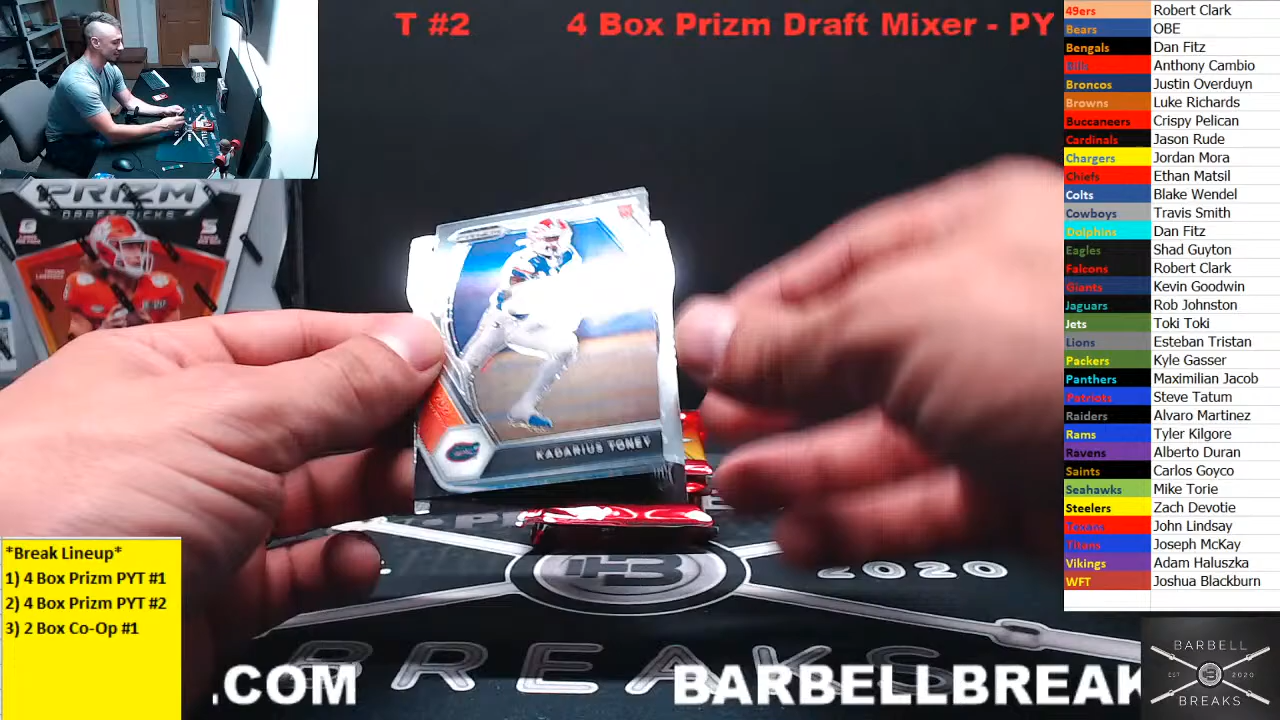 T #2 4 Box Prizm Draft Mixer - PY
49ers Robert Clark
Bears OBE
Bengals Dan Fitz
Bills Anthony Cambio
Broncos Justin Overduyn
Browns Luke Richards
Buccaneers Crispy Pelican
Cardinals Jason Rude
Chargers Jordan Mora
Chiefs Ethan Matsil
Colts Blake Wendel
Cowboys Travis Smith
Dolphins Dan Fitz
Eagles Shad Guyton
Falcons Robert Clark
Giants Kevin Goodwin
Jaguars Rob Johnston
Jets Toki Toki
Lions Esteban Tristan
Packers Kyle Gasser
Panthers Maximilian Jacob
Patriots Steve Tatum
Raiders Alvaro Martinez
Rams Tyler Kilgore
Ravens Alberto Duran
Saints Carlos Goyco
Seahawks Mike Torie
Steelers Zach Devotie
Texans John Lindsay
Titans Joseph McKay
Vikings Adam Haluszka
WFT Joshua Blackburn
PRIZM
DRAFT PICKS
PRIZM
KADARIUS TONEY
*Break Lineup*
1) 4 Box Prizm PYT #1
2) 4 Box Prizm PYT #2
3) 2 Box Co-Op #1
2020
BREAKS
.COM BARBELLBREAK
BARBELL
EST 2020
BREAKS